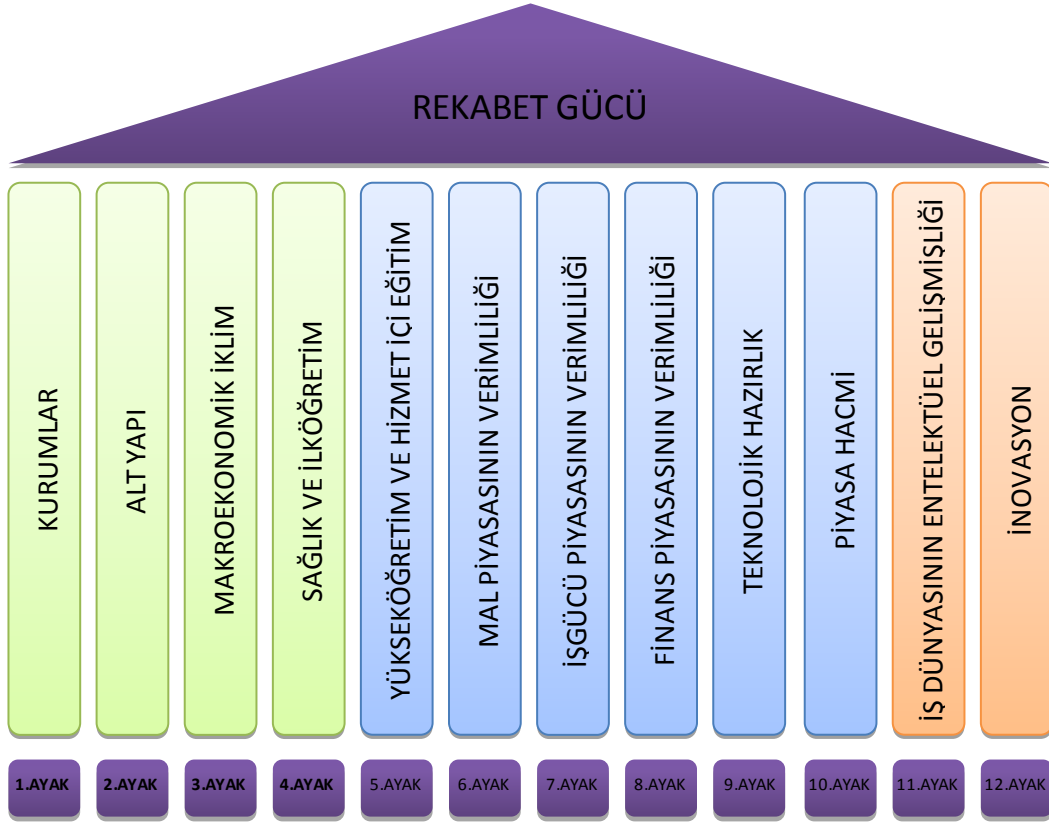 REKABET GÜCÜ
KURUMLAR
ALT YAPI
MAKROEKONOMİK İKLİM
SAĞLIK VE İLKÖĞRETİM
YÜKSEKÖĞRETİM VE HİZMET İÇİ EĞİTİM
MAL PİYASASININ VERİMLİLİĞİ
İŞGÜCÜ PİYASASININ VERİMLİLİĞİ
FİNANS PİYASASININ VERİMLİLİĞİ
TEKNOLOJİK HAZIRLIK
PİYASA HACMİ
İŞ DÜNYASININ ENTELEKTÜEL GELİŞMİŞLİĞİ
İNOVASYON
1.AYAK
2.AYAK
3.AYAK
4.AYAK
5.AYAK
6.AYAK
7.AYAK
8.AYAK
9.AYAK
10.AYAK
11.AYAK
12.AYAK